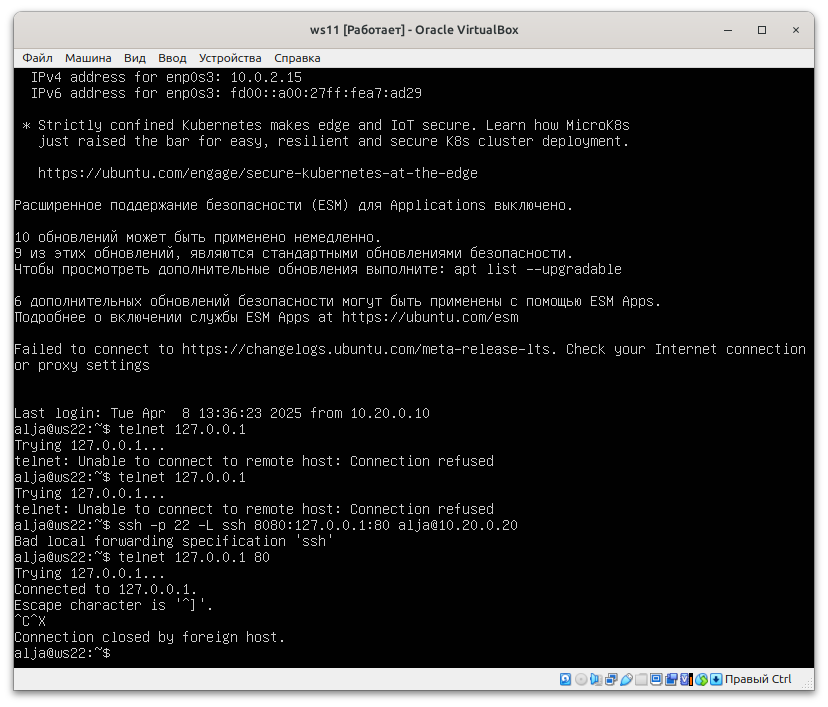 ws11 [Работает] - Oracle VirtualBox
Файл Машина Вид Ввод Устройства Справка
IPv4 address for enp0s3: 10.0.2.15
IPv6 address for enp0s3: fd00::a00:27ff:fea7:ad29
* Strictly confined Kubernetes makes edge and IoT secure. Learn how MicroK8s
just raised the bar for easy, resilient and secure K8s cluster deployment.
https://ubuntu.com/engage/secure-kubernetes-at-the-edge
Расширенное поддержание безопасности (ESM) для Applications выключено.
10 обновлений может быть применено немедленно.
9 из этих обновлений, являются стандартными обновлениями безопасности.
Чтобы просмотреть дополнительные обновления выполните: apt list --upgradable
6 дополнительных обновлений безопасности могут быть применены с помощью ESM Apps.
Подробнее о включении службы ESM Apps at https://ubuntu.com/esm
Failed to connect to https://changelogs.ubuntu.com/meta-release-lts. Check your Internet connection
or proxy settings
Last login: Tue Apr  8 13:36:23 2025 from 10.20.0.10
alja@ws22:~$ telnet 127.0.0.1
Trying 127.0.0.1...
telnet: Unable to connect to remote host: Connection refused
alja@ws22:~$ telnet 127.0.0.1
Trying 127.0.0.1...
telnet: Unable to connect to remote host: Connection refused
alja@ws22:~$ ssh -p 22 -L ssh 8080:127.0.0.1:80 alja@10.20.0.20
Bad local forwarding specification 'ssh'
alja@ws22:~$ telnet 127.0.0.1 80
Trying 127.0.0.1...
Connected to 127.0.0.1.
Escape character is '^]'.
^C^X
Connection closed by foreign host.
alja@ws22:~$
Правый Ctrl